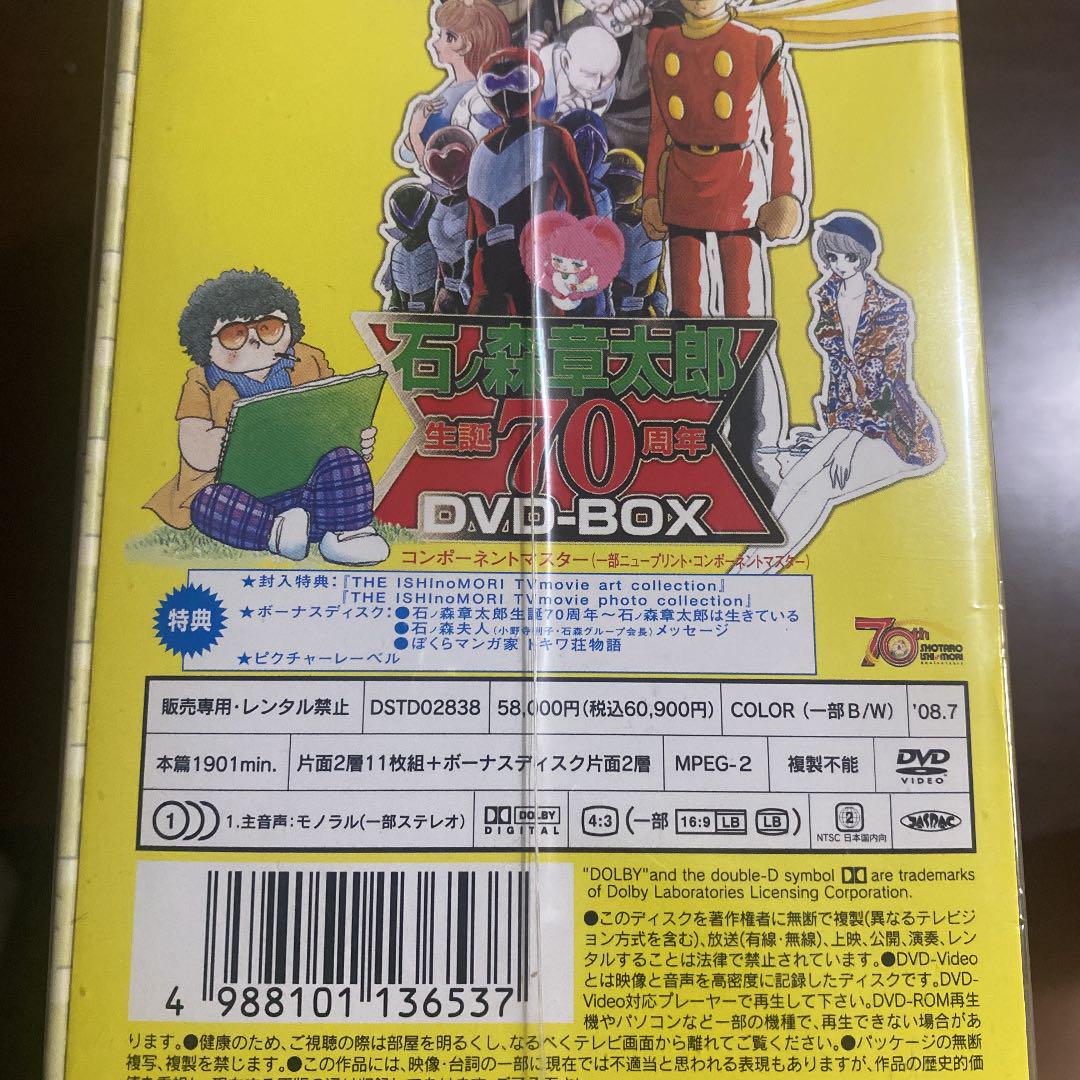 石ノ森章太郎
生誕70周年
DVD-BOX
コンポーネントマスター(一部ニュープリント・コンポーネントマスター)
特典
★封入特典:『THE ISHInoMORI TVmovie art collection』
『THE ISHInoMORI TVmovie photo collection』
★ボーナスディスク:●石ノ森章太郎生誕70周年〜石ノ森章太郎は生きている
●石ノ森夫人(小野寺利子・石森グループ会長)メッセージ
●ぼくらマンガ家 トキワ荘物語
★ピクチャーレーベル
70th SHOTARO ISHI・MORI Anniversary
販売専用・レンタル禁止 DSTD02838 58,000円(税込60,900円) COLOR (一部B/W) '08.7
本篇1901min. 片面2層11枚組+ボーナスディスク片面2層 MPEG-2 複製不能 DVD VIDEO
1 1.主音声:モノラル(一部ステレオ) DOLBY DIGITAL 4:3 (一部 16:9 LB LB) 2 NTSC 日本国内向 JASRAC
"DOLBY"and the double-D symbol are trademarks
of Dolby Laboratories Licensing Corporation.
●このディスクを著作権者に無断で複製(異なるテレビジ
ョン方式を含む)、放送(有線・無線)、上映、公開、演奏、レン
タルすることは法律で禁止されています。●DVD-Video
とは映像と音声を高密度に記録したディスクです。DVD-
Video対応プレーヤーで再生して下さい。DVD-ROM再生
機やパソコンなど一部の機種で、再生できない場合があ
ります。●健康のため、ご視聴の際は部屋を明るくし、なるべくテレビ画面から離れてご覧ください。●パッケージの無断
複写、複製を禁じます。●この作品には、映像・台詞の一部に現在では不適当と思われる表現もありますが、作品の歴史的価
4 988101 136537